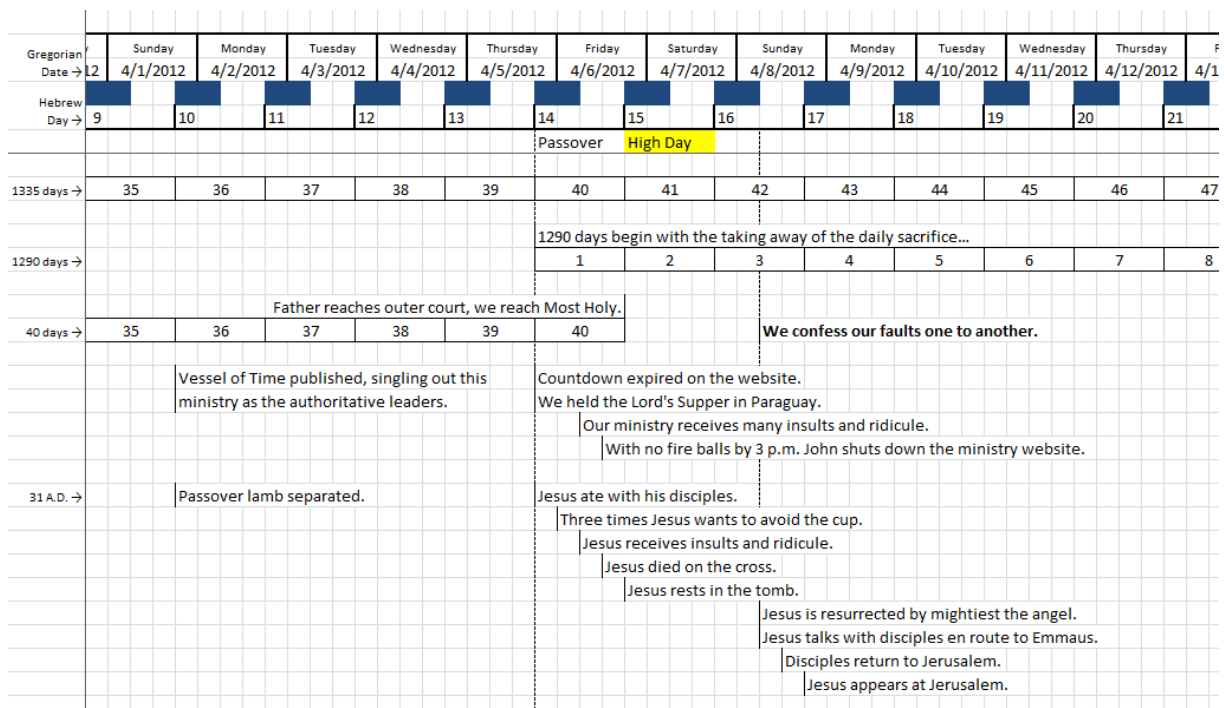 Gregorian Date → y Sunday Monday Tuesday Wednesday Thursday Friday Saturday Sunday Monday Tuesday Wednesday Thursday F
12 4/1/2012 4/2/2012 4/3/2012 4/4/2012 4/5/2012 4/6/2012 4/7/2012 4/8/2012 4/9/2012 4/10/2012 4/11/2012 4/12/2012 4/1
Hebrew Day → 9 10 11 12 13 14 15 16 17 18 19 20 21
Passover High Day
1335 days → 35 36 37 38 39 40 41 42 43 44 45 46 47
1290 days begin with the taking away of the daily sacrifice...
1290 days → 1 2 3 4 5 6 7 8
Father reaches outer court, we reach Most Holy.
40 days → 35 36 37 38 39 40 We confess our faults one to another.
Vessel of Time published, singling out this Countdown expired on the website.
ministry as the authoritative leaders. We held the Lord's Supper in Paraguay.
Our ministry receives many insults and ridicule.
With no fire balls by 3 p.m. John shuts down the ministry website.
31 A.D. → Passover lamb separated. Jesus ate with his disciples.
Three times Jesus wants to avoid the cup.
Jesus receives insults and ridicule.
Jesus died on the cross.
Jesus rests in the tomb.
Jesus is resurrected by mightiest the angel.
Jesus talks with disciples en route to Emmaus.
Disciples return to Jerusalem.
Jesus appears at Jerusalem.